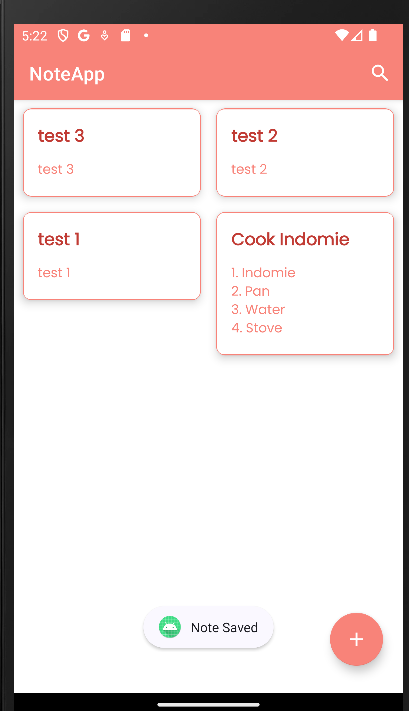 5:22
NoteApp
test 3
test 3
test 2
test 2
test 1
test 1
Cook Indomie
1. Indomie
2. Pan
3. Water
4. Stove
Note Saved